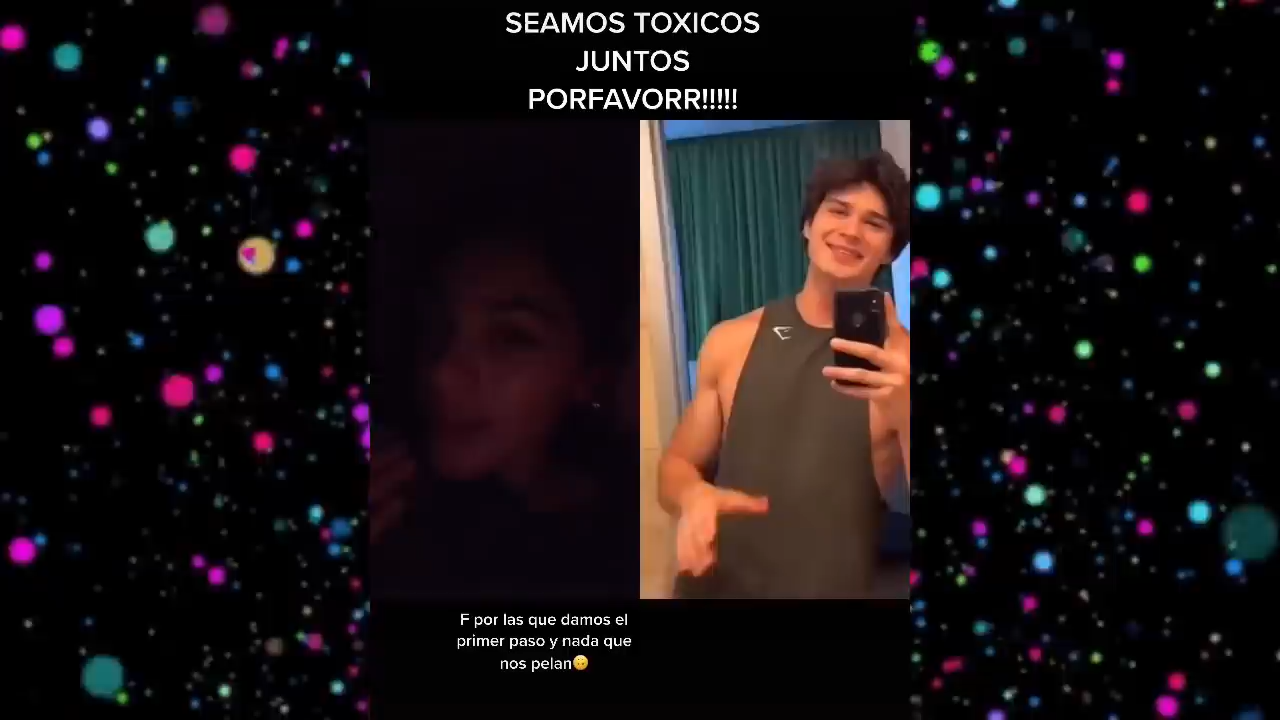 SEAMOS TOXICOS
JUNTOS
PORFAVORR!!!!!
F por las que damos el
primer paso y nada que
nos pelan🥺